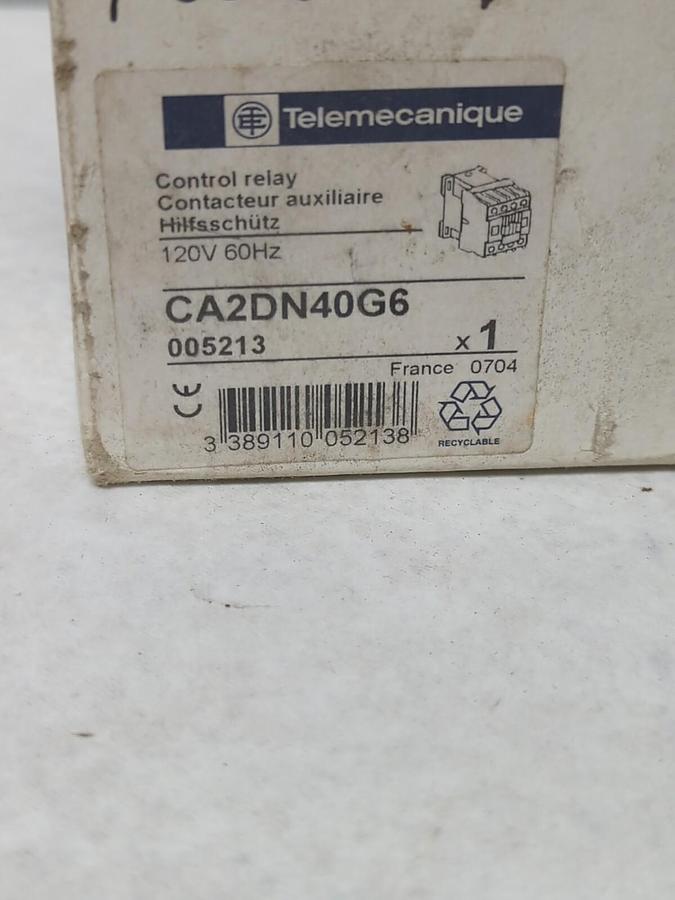 Telemecanique
Control relay
Contacteur auxiliaire
Hilfsschütz
120V 60Hz
CA2DN40G6
005213
x 1
France 0704
CE
3 389110 052138
RECYCLABLE